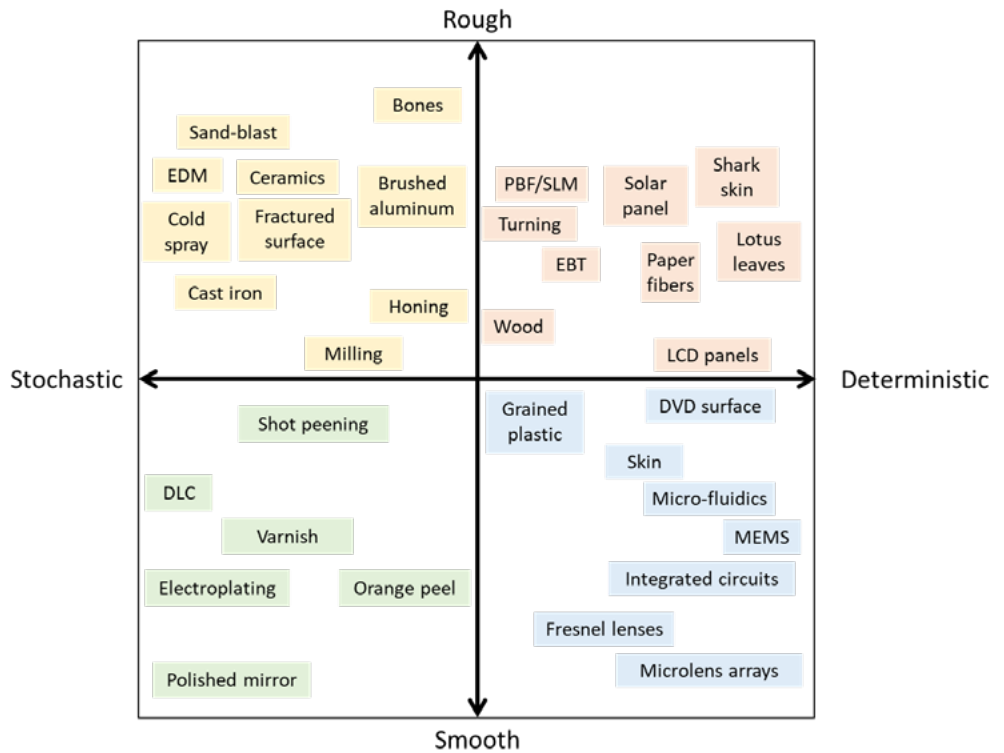 Rough
Bones
Sand-blast
EDM
Ceramics
Brushed
aluminum
Cold
spray
Fractured
surface
Cast iron
Honing
Milling
PBF/SLM
Solar
panel
Shark
skin
Turning
EBT
Paper
fibers
Lotus
leaves
Wood
LCD panels
Stochastic
Deterministic
Shot peening
DLC
Varnish
Electroplating
Orange peel
Polished mirror
Grained
plastic
DVD surface
Skin
Micro-fluidics
MEMS
Integrated circuits
Fresnel lenses
Microlens arrays
Smooth